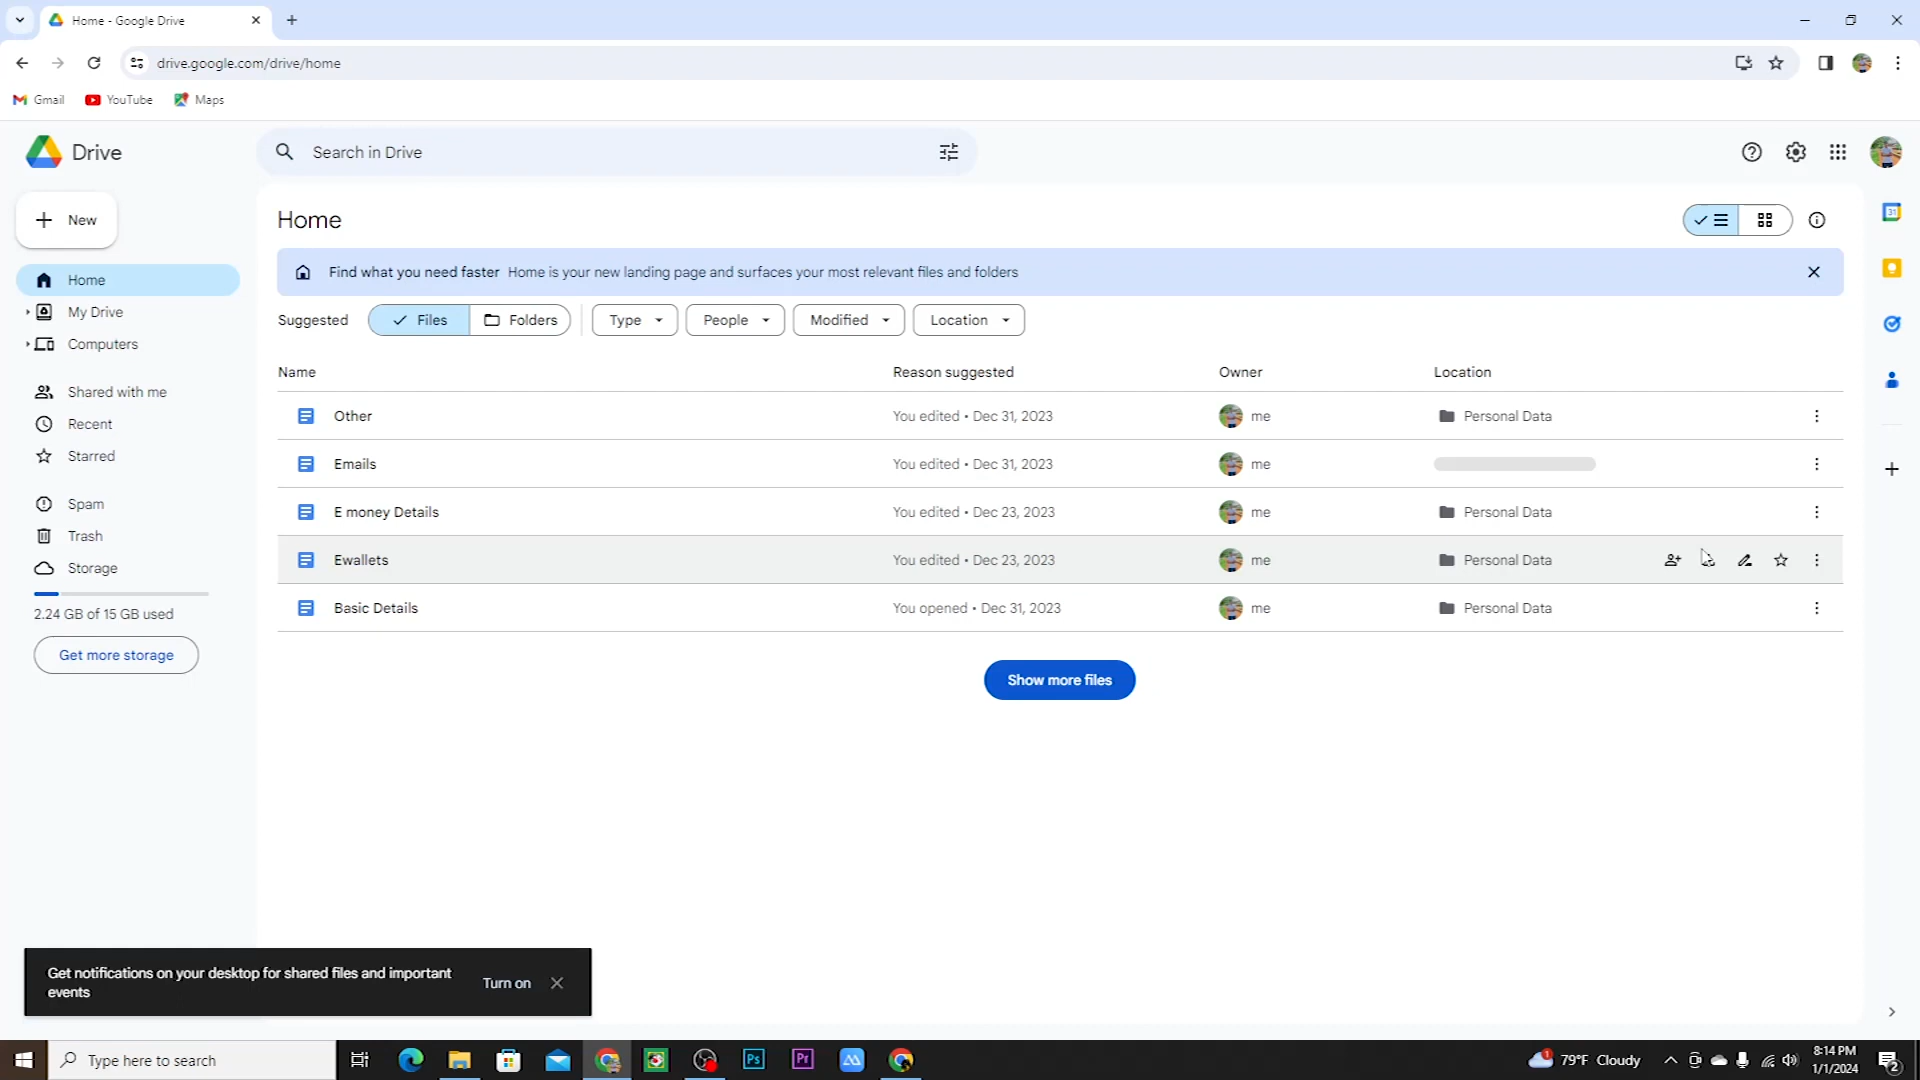 Home - Google Drive
drive.google.com/drive/home
Gmail YouTube Maps
Drive
Search in Drive
New
Home
My Drive
Computers
Shared with me
Recent
Starred
Spam
Trash
Storage
2.24 GB of 15 GB used
Get more storage
Home
Find what you need faster Home is your new landing page and surfaces your most relevant files and folders
Suggested Files Folders Type People Modified Location
Name Reason suggested Owner Location
Other You edited • Dec 31, 2023 me Personal Data
Emails You edited • Dec 31, 2023 me
E money Details You edited • Dec 23, 2023 me Personal Data
Ewallets You edited • Dec 23, 2023 me Personal Data
Basic Details You opened • Dec 31, 2023 me Personal Data
Show more files
31
Get notifications on your desktop for shared files and important
events
Turn on
Type here to search
Ps
Pr
1
79°F Cloudy
8:14 PM
1/1/2024
2